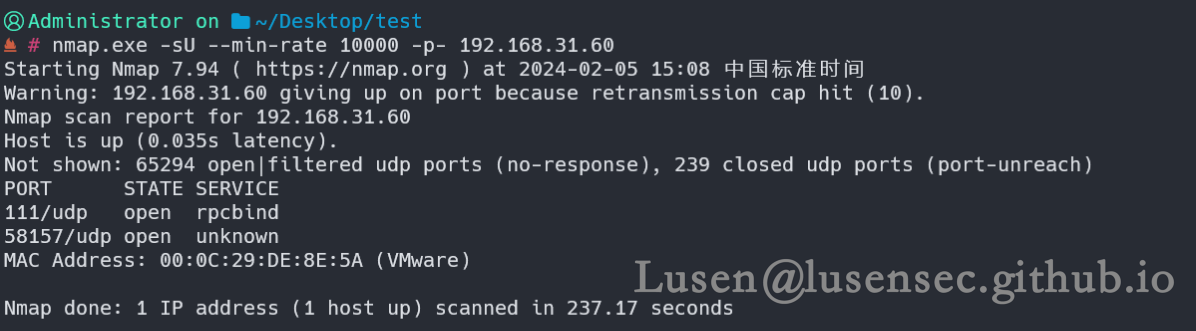 Administrator on ~/Desktop/test
# nmap.exe -sU --min-rate 10000 -p- 192.168.31.60
Starting Nmap 7.94 ( https://nmap.org ) at 2024-02-05 15:08 中国标准时间
Warning: 192.168.31.60 giving up on port because retransmission cap hit (10).
Nmap scan report for 192.168.31.60
Host is up (0.035s latency).
Not shown: 65294 open|filtered udp ports (no-response), 239 closed udp ports (port-unreach)
PORT      STATE SERVICE
111/udp   open  rpcbind
58157/udp open  unknown
MAC Address: 00:0C:29:DE:8E:5A (VMware)
Lusen@lusensec.github.io
Nmap done: 1 IP address (1 host up) scanned in 237.17 seconds